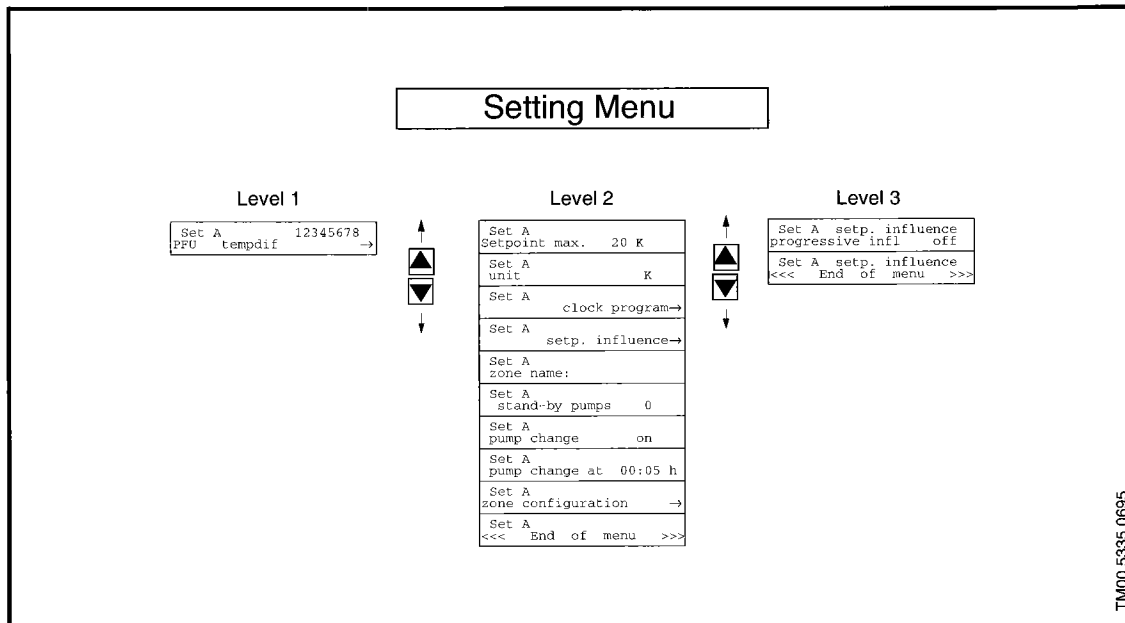 Setting Menu
Level 1
Set A 12345678
PFU tempdif →
Level 2
Set A
Setpoint max. 20 K
Set A
unit K
Set A
clock program→
Set A
setp. influence→
Set A
zone name:
Set A
stand-by pumps 0
Set A
pump change on
Set A
pump change at 00:05 h
Set A
zone configuration →
Set A
<<< End of menu >>>
Level 3
Set A setp. influence
progressive infl off
Set A setp. influence
<<< End of menu >>>
TM00 5335 0695